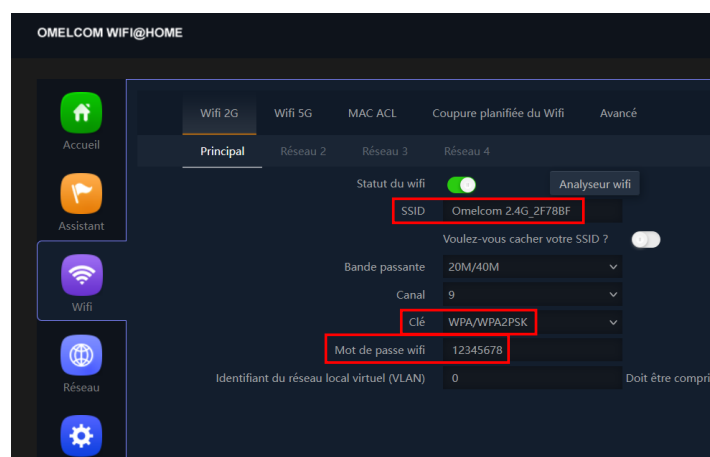 OMELCOM WIFI@HOME
Wifi 2G Wifi 5G MAC ACL Coupure planifiée du Wifi Avancé
Accueil
Principal Réseau 2 Réseau 3 Réseau 4
Statut du wifi Analyseur wifi
SSID Omelcom 2.4G_2F78BF
Assistant
Voulez-vous cacher votre SSID ?
Bande passante 20M/40M
Canal 9
Wifi
Clé WPA/WPA2PSK
Mot de passe wifi 12345678
Identifiant du réseau local virtuel (VLAN) 0 Doit être compri
Réseau